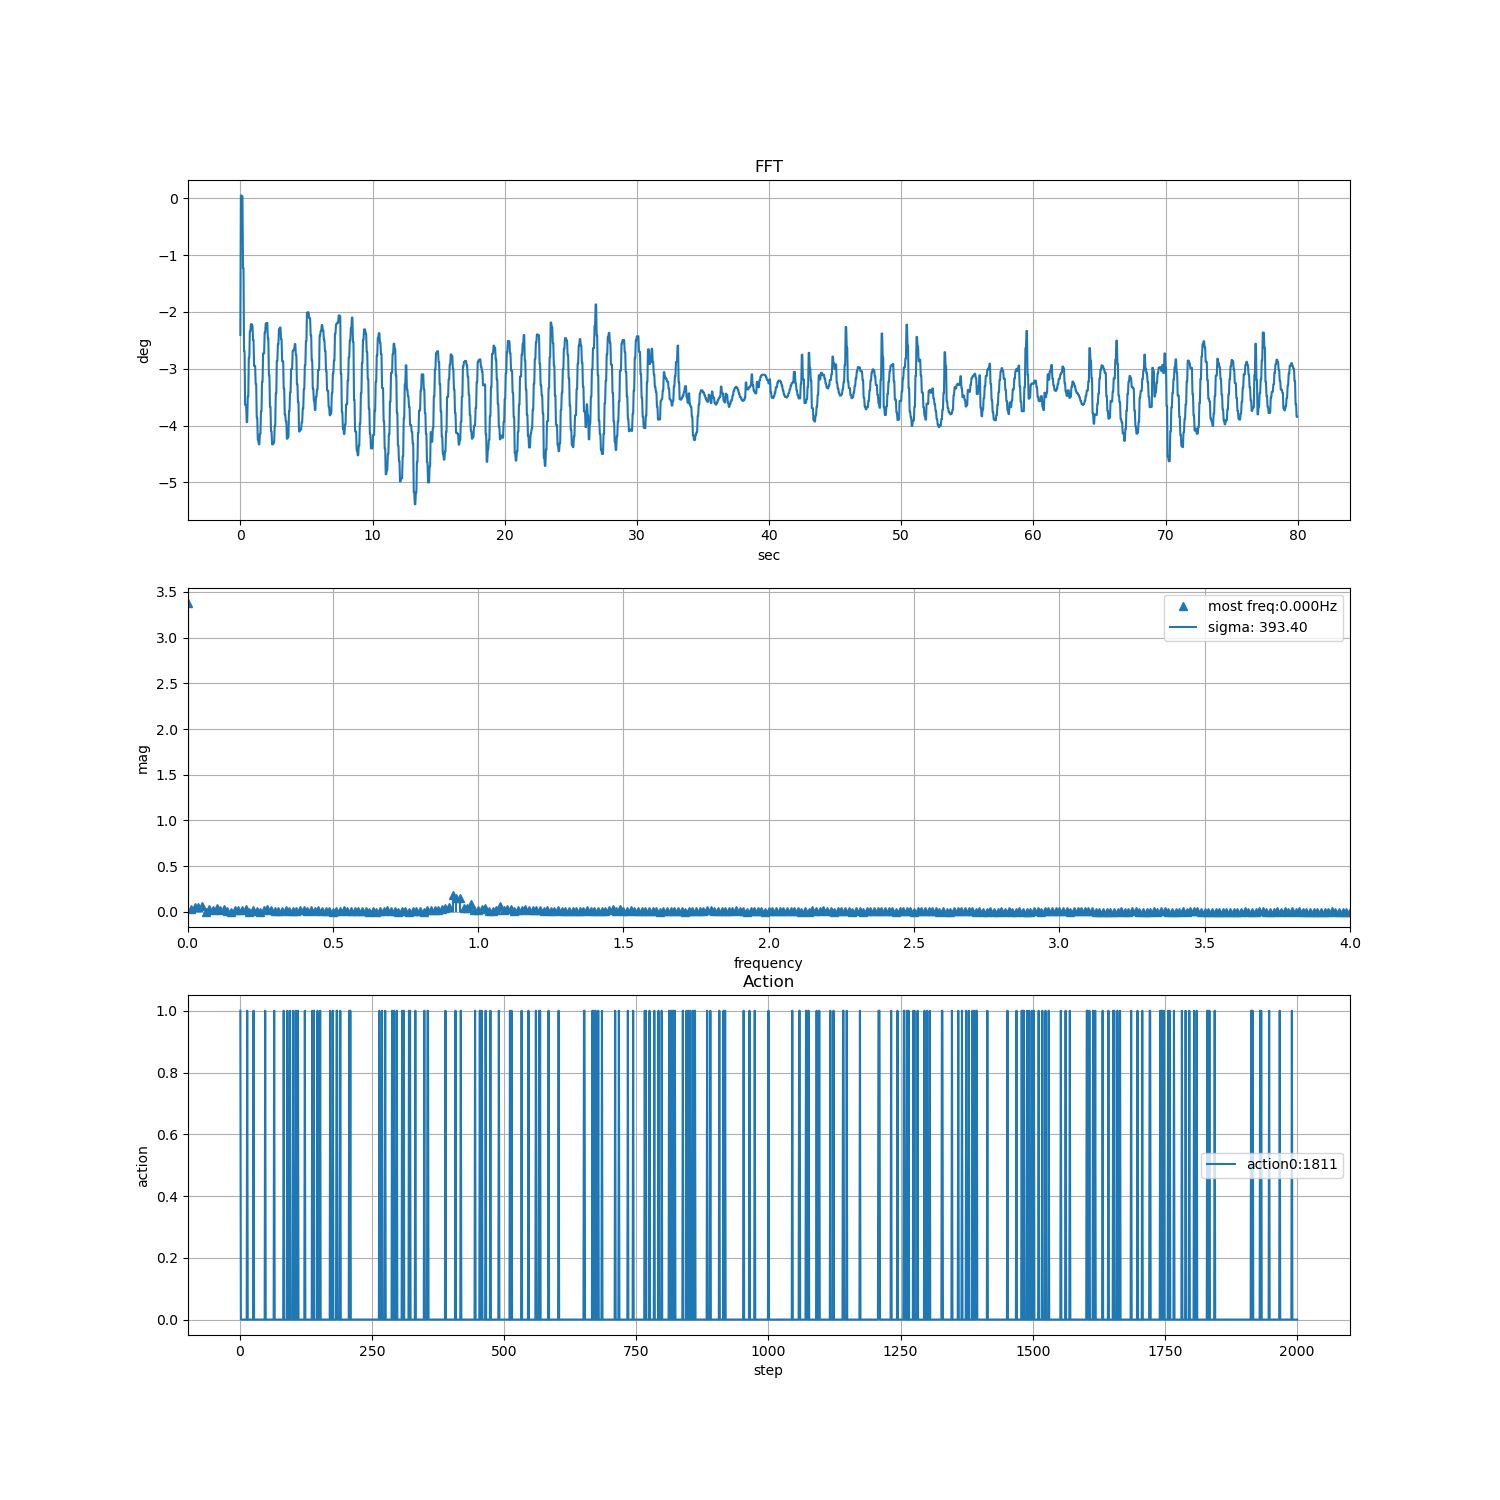 FFT
0
−1
−2
−3
−4
−5
deg
0 10 20 30 40 50 60 70 80
sec
3.5
3.0
2.5
2.0
1.5
1.0
0.5
0.0
mag
most freq:0.000Hz
sigma: 393.40
0.0 0.5 1.0 1.5 2.0 2.5 3.0 3.5 4.0
frequency
Action
1.0
0.8
0.6
0.4
0.2
0.0
action
action0:1811
0 250 500 750 1000 1250 1500 1750 2000
step